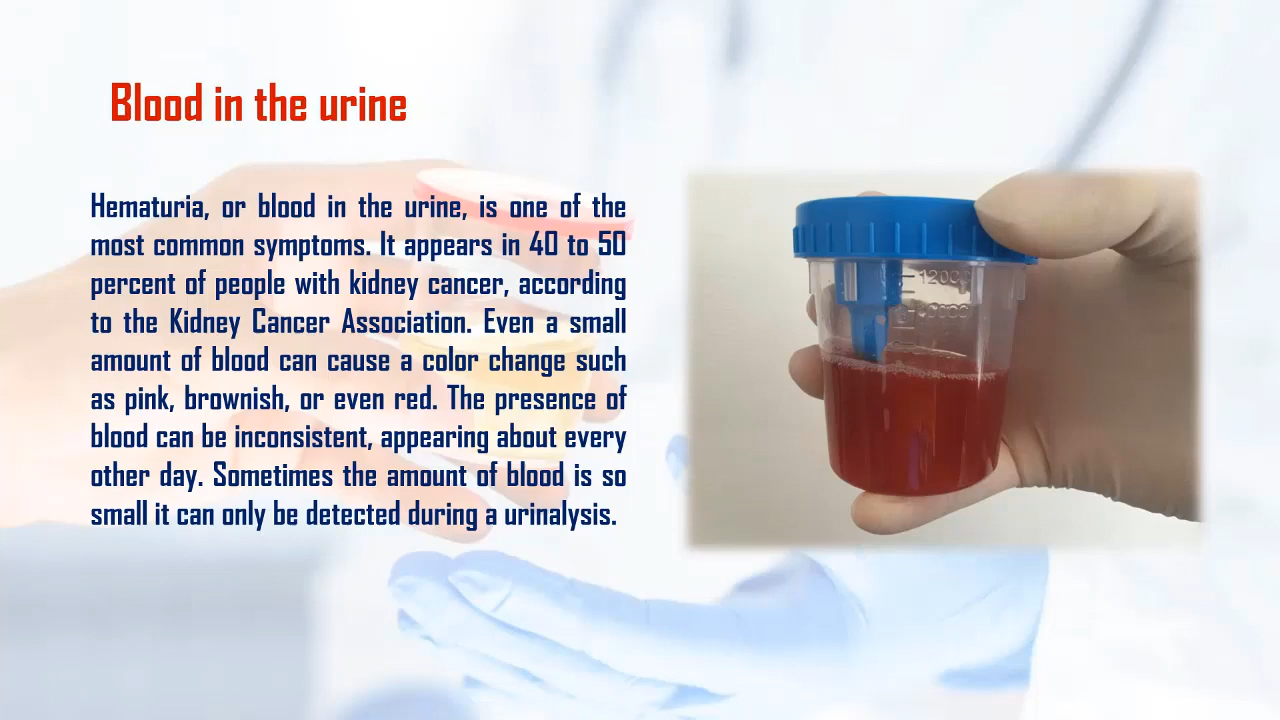 Blood in the urine
Hematuria, or blood in the urine, is one of the
most common symptoms. It appears in 40 to 50
percent of people with kidney cancer, according
to the Kidney Cancer Association. Even a small
amount of blood can cause a color change such
as pink, brownish, or even red. The presence of
blood can be inconsistent, appearing about every
other day. Sometimes the amount of blood is so
small it can only be detected during a urinalysis.